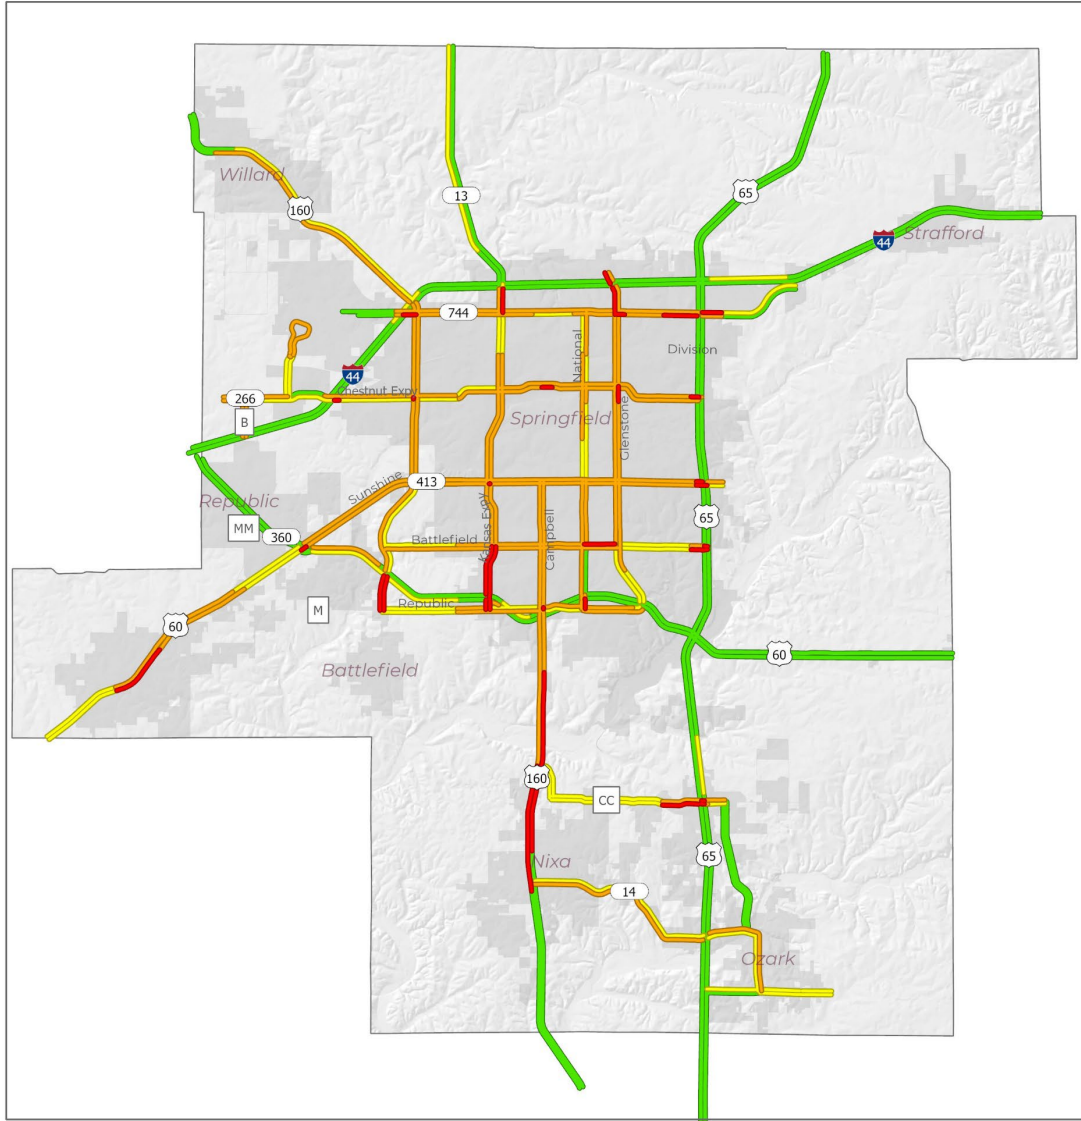 Willard
160
13
65
44
Strafford
744
National
Division
44
Chestnut Expy
266
B
Springfield
Glenstone
Sunshine
413
Republic
MM
360
Kansas Expy
Campbell
65
Battlefield
Republic
M
60
60
Battlefield
160
CC
65
Nixa
14
Ozark